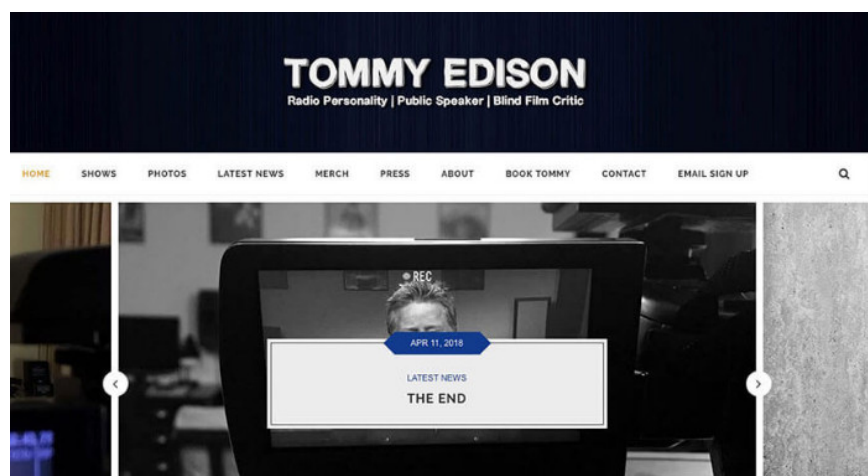 TOMMY EDISON
Radio Personality | Public Speaker | Blind Film Critic
HOME SHOWS PHOTOS LATEST NEWS MERCH PRESS ABOUT BOOK TOMMY CONTACT EMAIL SIGN UP
REC
APR 11, 2018
LATEST NEWS
THE END